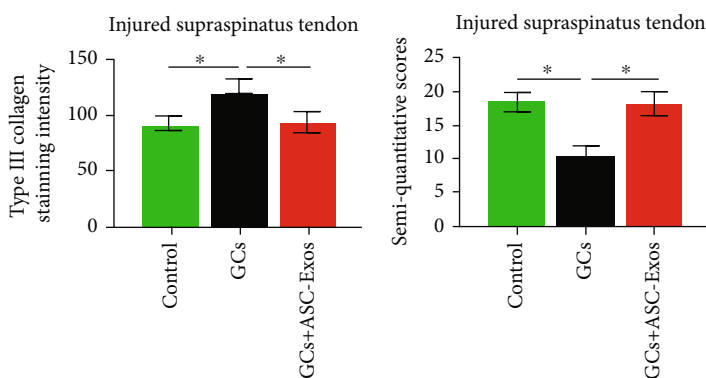 Injured supraspinatus tendon
Type III collagen
stainning intensity
150
100
50
0
*
*
Control
GCs
GCs+ASC-Exos
Injured supraspinatus tendon
Semi-quantitative scores
25
20
15
10
5
0
*
*
Control
GCs
GCs+ASC-Exos